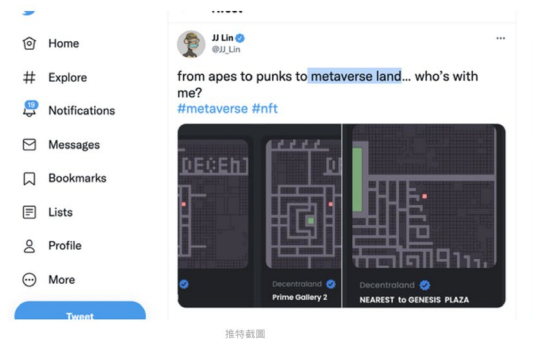 Home
Explore
19
Notifications
Messages
Bookmarks
Lists
Profile
More
Tweet
JJ Lin
@JJ_Lin
from apes to punks to metaverse land... who's with
me?
#metaverse #nft
DECENT
Decentraland
Prime Gallery 2
Decentraland
NEAREST to GENESIS PLAZA
推特截圖